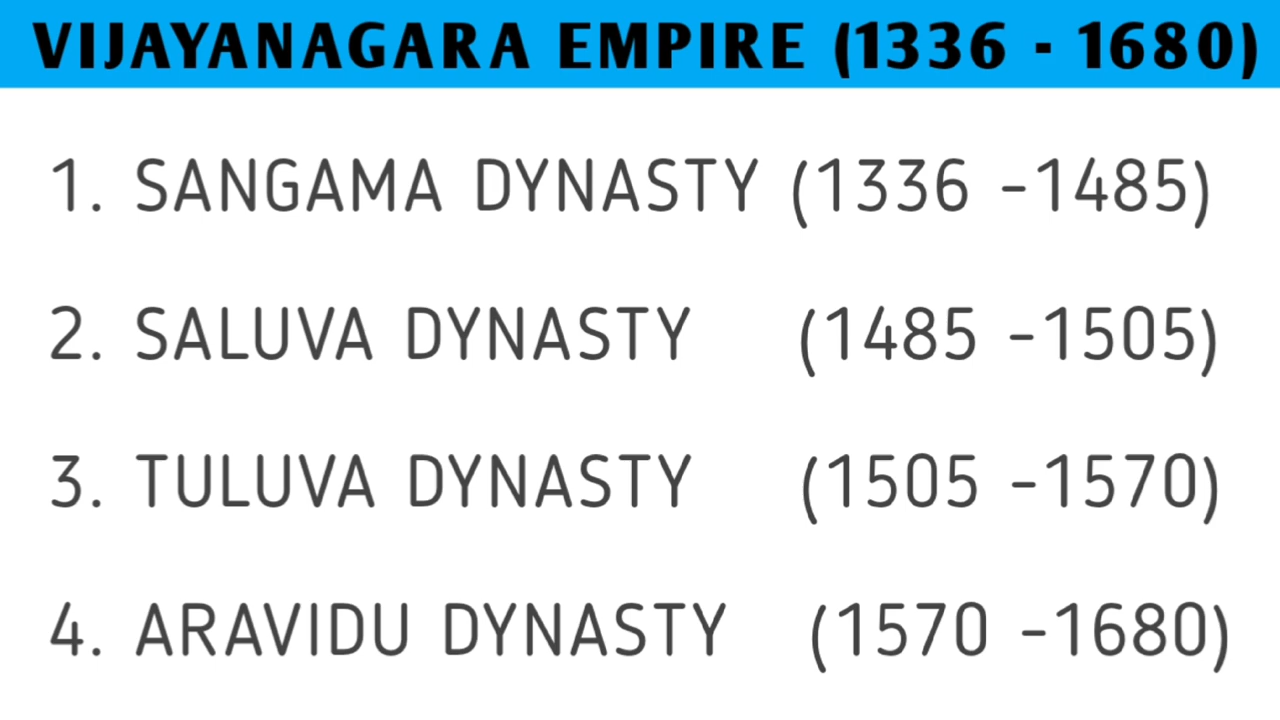 VIJAYANAGARA EMPIRE (1336 - 1680)
1. SANGAMA DYNASTY (1336 -1485)
2. SALUVA DYNASTY (1485 -1505)
3. TULUVA DYNASTY (1505 -1570)
4. ARAVIDU DYNASTY (1570 -1680)